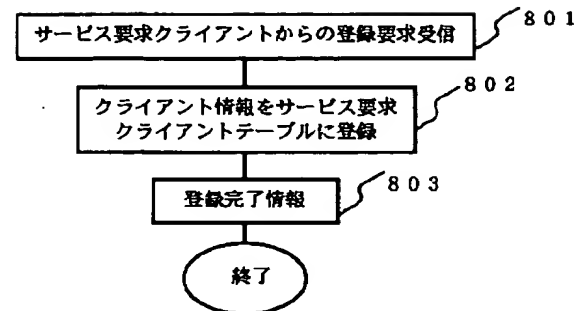 サービス要求クライアントからの登録要求受信
801
クライアント情報をサービス要求
クライアントテーブルに登録
802
登録完了情報
803
終了